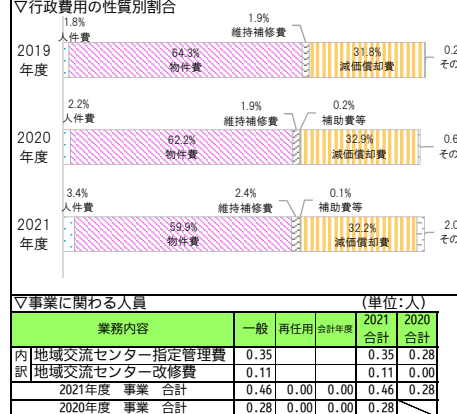 ▽行政費用の性質別割合
1.8%
人件費
1.9%
維持補修費
2019
年度
64.3%
物件費
31.8%
減価償却費
0.2
その
2.2%
人件費
1.9%
維持補修費
0.2%
補助費等
2020
年度
62.2%
物件費
32.9%
減価償却費
0.6
その
3.4%
人件費
2.4%
維持補修費
0.1%
補助費等
2021
年度
59.9%
物件費
32.2%
減価償却費
2.0
その
▽事業に関わる人員 (単位:人)
業務内容 一般 再任用 会計年度 2021合計 2020合計
内訳 地域交流センター指定管理費 0.35 0.35 0.28
地域交流センター改修費 0.11 0.11 0.00
2021年度 事業 合計 0.46 0.00 0.00 0.46 0.28
2020年度 事業 合計 0.28 0.00 0.00 0.28